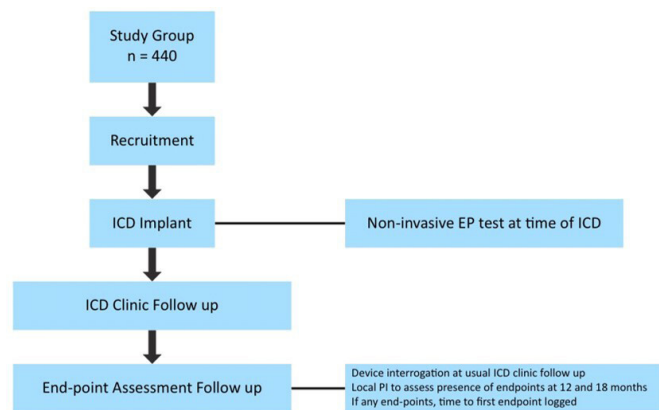 Study Group
n = 440
Recruitment
ICD Implant
Non-invasive EP test at time of ICD
ICD Clinic Follow up
End-point Assessment Follow up
Device interrogation at usual ICD clinic follow up
Local PI to assess presence of endpoints at 12 and 18 months
If any end-points, time to first endpoint logged